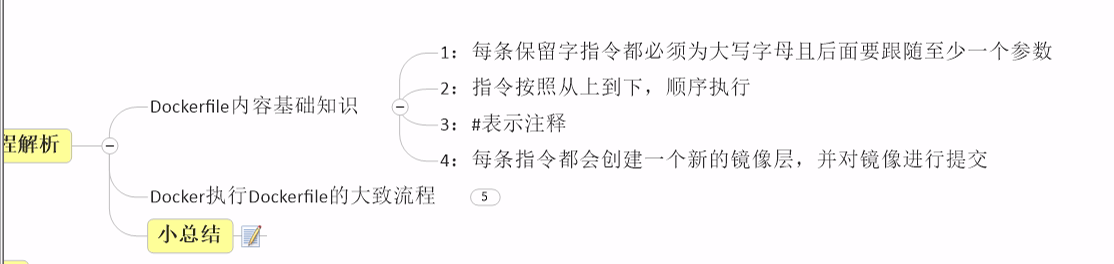 程解析
Dockerfile内容基础知识
1：每条保留字指令都必须为大写字母且后面要跟随至少一个参数
2：指令按照从上到下，顺序执行
3：#表示注释
4：每条指令都会创建一个新的镜像层，并对镜像进行提交
Docker执行Dockerfile的大致流程
5
小总结